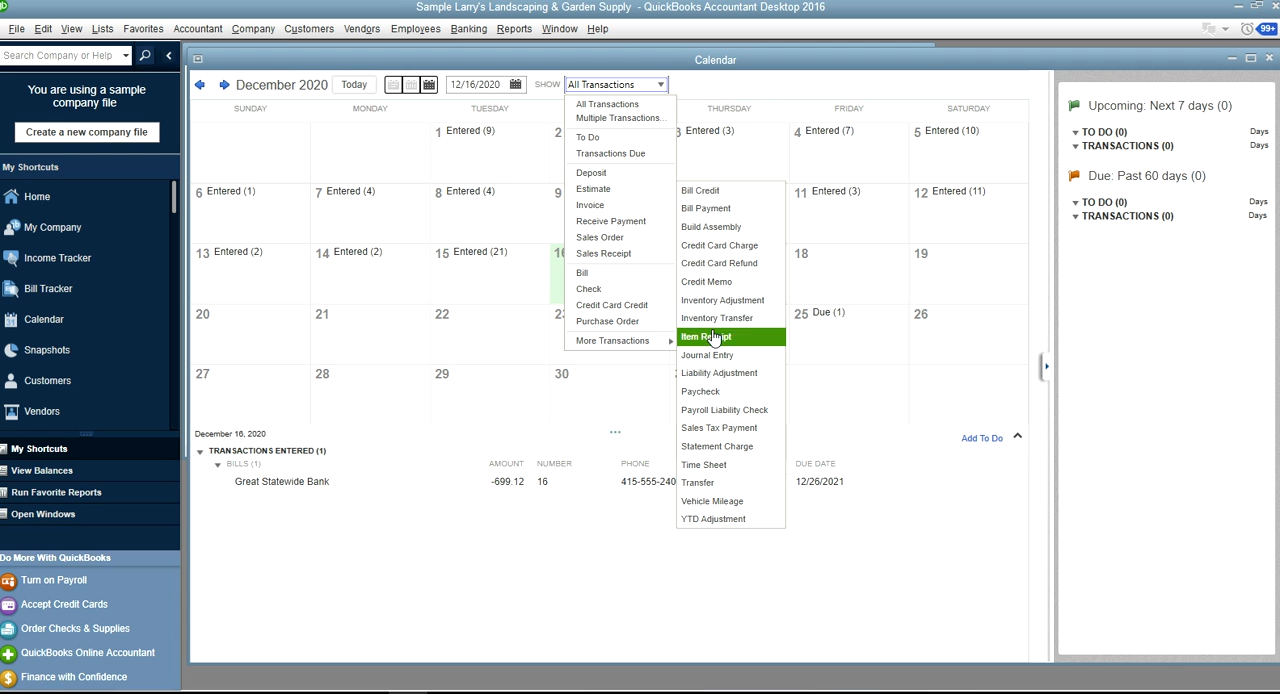 Sample Larry's Landscaping & Garden Supply - QuickBooks Accountant Desktop 2016
File Edit View Lists Favorites Accountant Company Customers Vendors Employees Banking Reports Window Help
99+
Search Company or Help
You are using a sample
company file
Create a new company file
My Shortcuts
Home
My Company
Income Tracker
Bill Tracker
Calendar
Snapshots
Customers
Vendors
My Shortcuts
View Balances
Run Favorite Reports
Open Windows
Do More With QuickBooks
Turn on Payroll
Accept Credit Cards
Order Checks & Supplies
QuickBooks Online Accountant
Finance with Confidence
Calendar
December 2020 Today 12/16/2020 SHOW All Transactions
SUNDAY MONDAY TUESDAY THURSDAY FRIDAY SATURDAY
1 Entered (9) 2 3 Entered (3) 4 Entered (7) 5 Entered (10)
6 Entered (1) 7 Entered (4) 8 Entered (4) 9 11 Entered (3) 12 Entered (11)
13 Entered (2) 14 Entered (2) 15 Entered (21) 18 19
20 21 22 25 Due (1) 26
27 28 29 30
All Transactions
Multiple Transactions...
To Do
Transactions Due
Deposit
Estimate
Invoice
Receive Payment
Sales Order
Sales Receipt
Bill
Check
Credit Card Credit
Purchase Order
More Transactions
Bill Credit
Bill Payment
Build Assembly
Credit Card Charge
Credit Card Refund
Credit Memo
Inventory Adjustment
Inventory Transfer
Item Receipt
Journal Entry
Liability Adjustment
Paycheck
Payroll Liability Check
Sales Tax Payment
Statement Charge
Time Sheet
Transfer
Vehicle Mileage
YTD Adjustment
December 16, 2020 Add To Do
TRANSACTIONS ENTERED (1)
BILLS (1) AMOUNT NUMBER PHONE DUE DATE
Great Statewide Bank -699.12 16 415-555-240 12/26/2021
Upcoming: Next 7 days (0)
TO DO (0) Days
TRANSACTIONS (0) Days
Due: Past 60 days (0)
TO DO (0) Days
TRANSACTIONS (0) Days